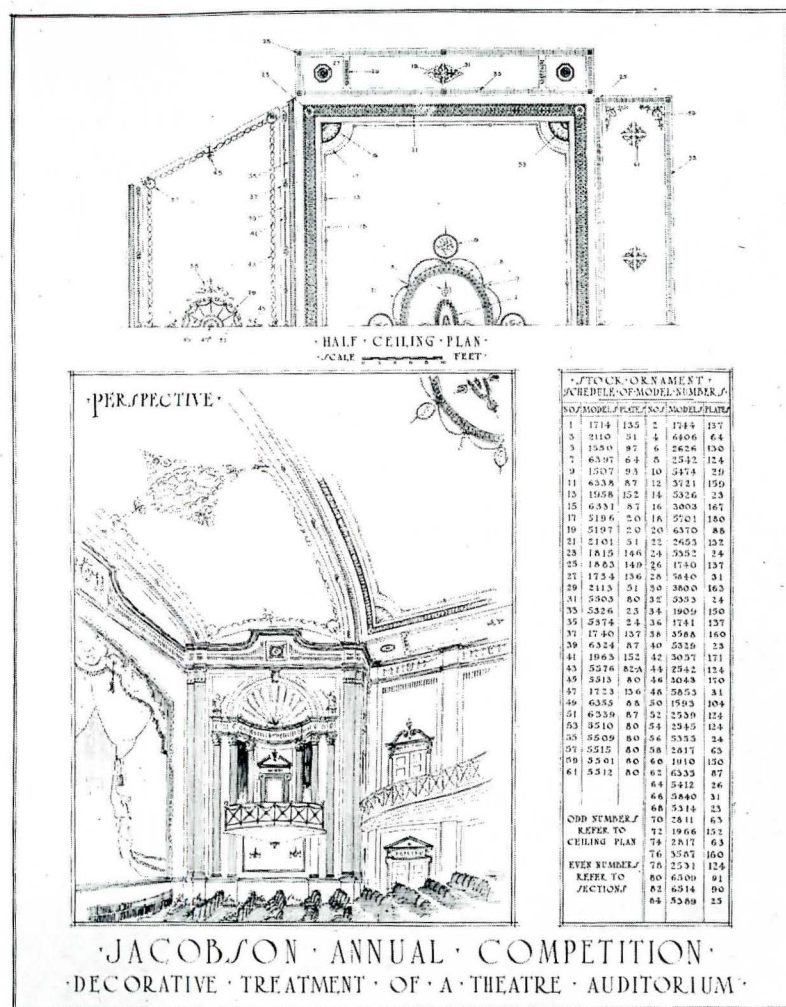 ·HALF·CEILING·PLAN·
·SCALE FEET·
·PERSPECTIVE·
·STOCK·ORNAMENT·
SCHEDULE·OF·MODEL·NUMBERS·
NOS MODELS PLATES NOS MODELS PLATES
1 1714 135 2 1744 137
3 2110 51 4 6406 64
5 1550 97 6 2626 130
7 6397 64 8 2542 124
9 1507 93 10 5474 29
11 6338 87 12 3721 159
13 1958 152 14 5326 23
15 6331 87 16 3003 167
17 5196 20 18 5701 180
19 5197 20 20 6370 88
21 2101 51 22 2653 132
23 1815 146 24 5352 24
25 1883 149 26 1740 137
27 1734 136 28 5840 31
29 2113 51 30 3800 163
31 5503 80 32 5353 24
33 5326 23 34 1909 150
35 5374 24 36 1741 137
37 1740 137 38 3588 160
39 6324 87 40 5329 23
41 1963 152 42 3057 171
43 5576 82-A 44 2542 124
45 5513 80 46 3043 170
47 1723 136 48 5853 31
49 6355 88 50 1593 104
51 6339 87 52 2539 124
53 5510 80 54 2545 124
55 5509 80 56 5355 24
57 5515 80 58 2817 63
59 5501 80 60 1910 150
61 5512 80 62 6335 87
64 5412 26
66 5840 31
68 5314 23
ODD NUMBERS 70 2811 63
REFER TO 72 1966 152
CEILING PLAN 74 2817 63
76 3587 160
EVEN NUMBERS 78 2531 124
REFER TO 80 6509 91
SECTIONS 82 6514 90
84 5389 25
·JACOBSON·ANNUAL·COMPETITION·
·DECORATIVE·TREATMENT·OF·A·THEATRE·AUDITORIUM·